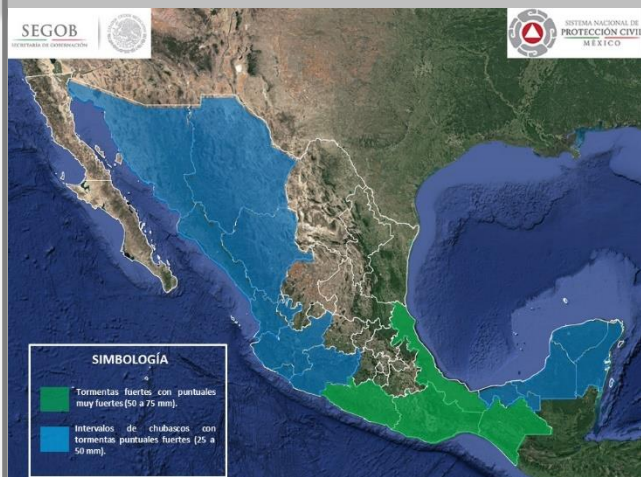 SEGOB
SECRETARÍA DE GOBERNACIÓN
SISTEMA NACIONAL DE
PROTECCIÓN CIVIL
MÉXICO
SIMBOLOGÍA
Tormentas fuertes con puntuales
muy fuertes (50 a 75 mm).
Intervalos de chubascos con
tormentas puntuales fuertes (25 a
50 mm).